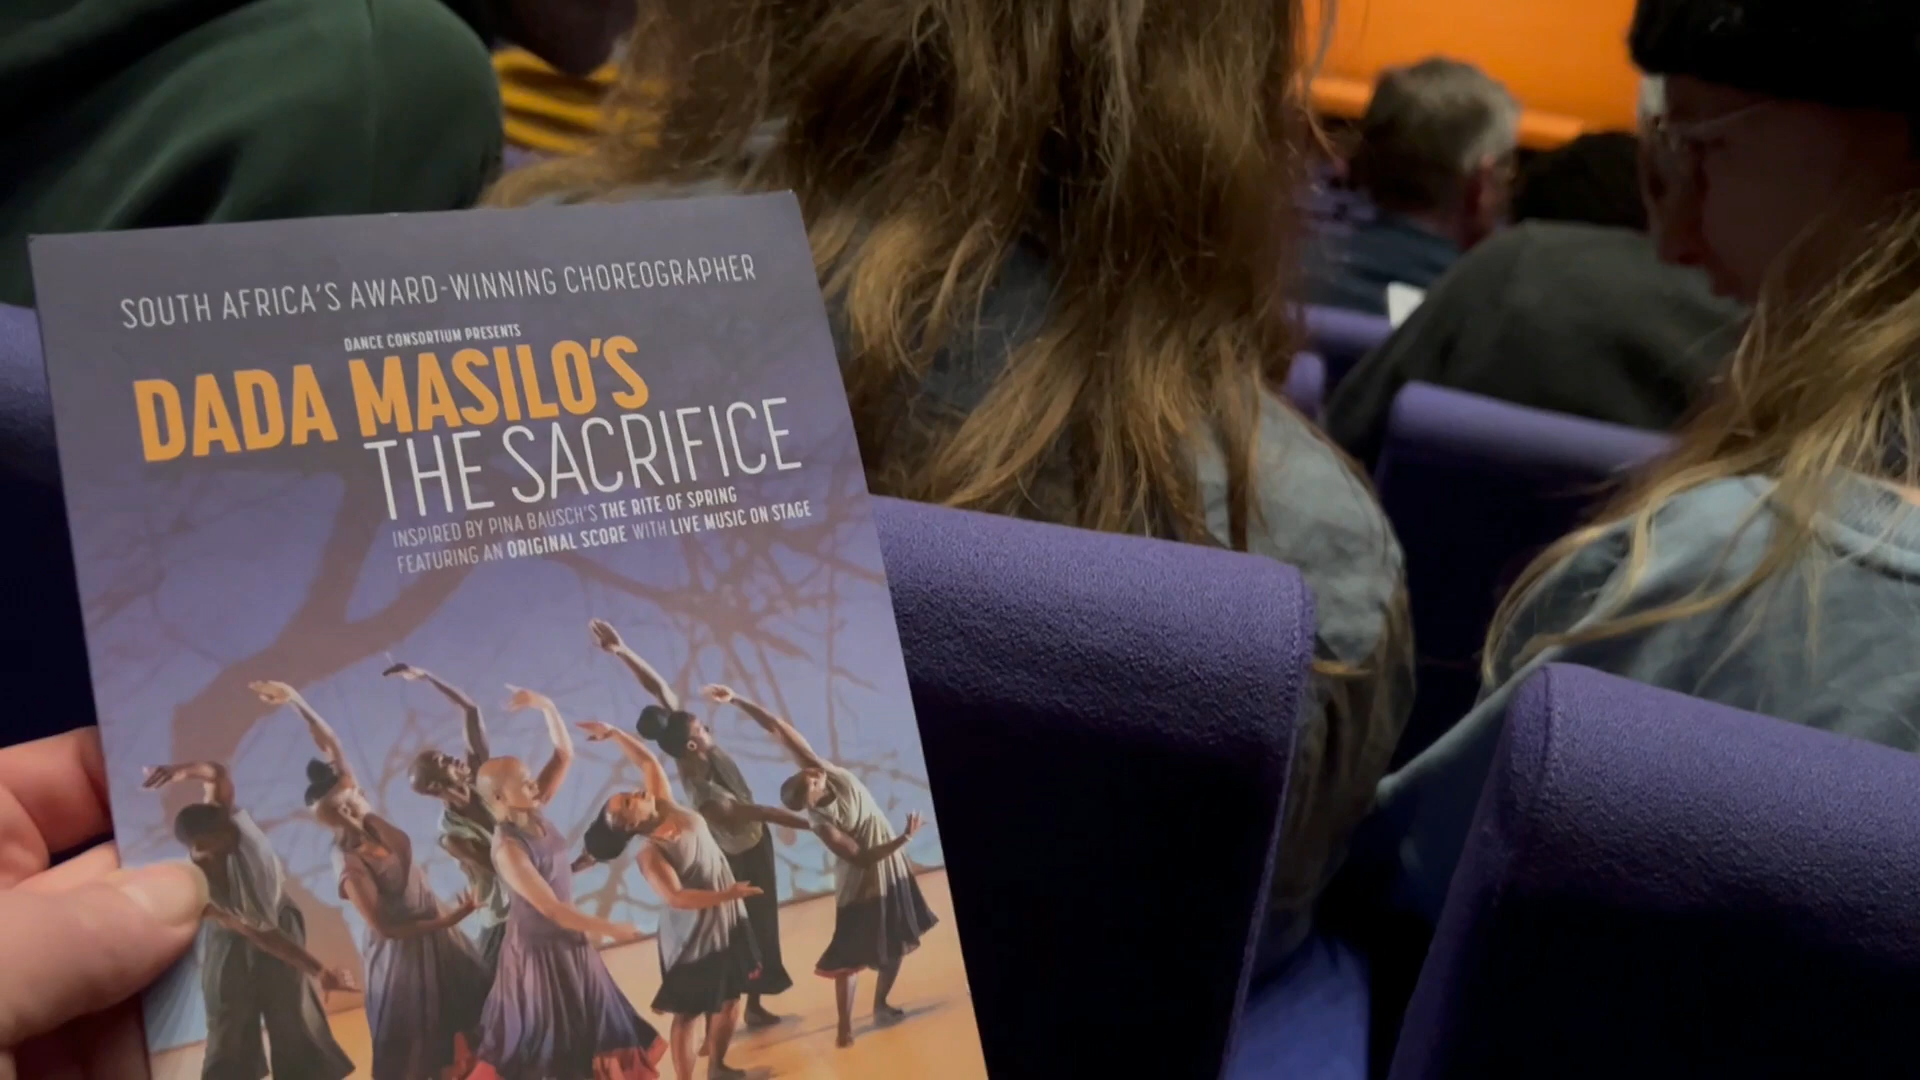 SOUTH AFRICA'S AWARD-WINNING CHOREOGRAPHER
DANCE CONSORTIUM PRESENTS
DADA MASILO'S
THE SACRIFICE
INSPIRED BY PINA BAUSCH'S THE RITE OF SPRING
FEATURING AN ORIGINAL SCORE WITH LIVE MUSIC ON STAGE